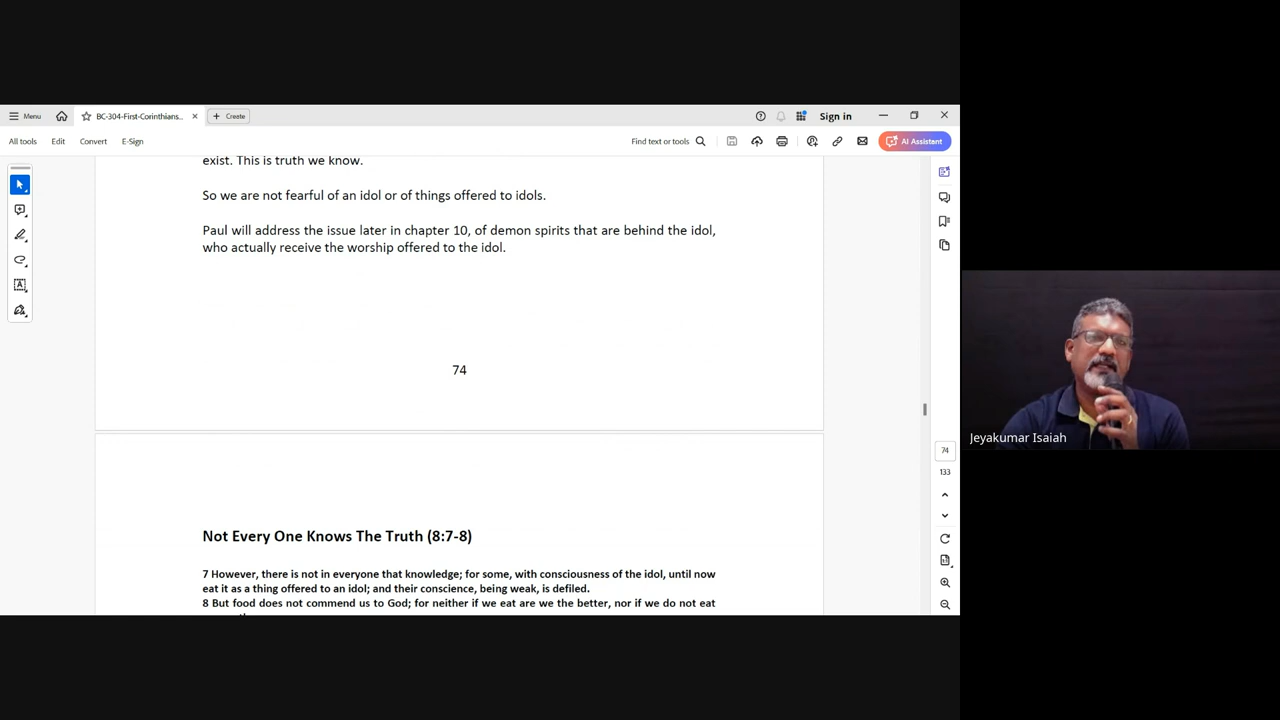 Menu
BC-304-First-Corinthians...
Create
Sign in
All tools
Edit
Convert
E-Sign
Find text or tools
AI Assistant
exist. This is truth we know.
So we are not fearful of an idol or of things offered to idols.
Paul will address the issue later in chapter 10, of demon spirits that are behind the idol,
who actually receive the worship offered to the idol.
74
Not Every One Knows The Truth (8:7-8)
7 However, there is not in everyone that knowledge; for some, with consciousness of the idol, until now
eat it as a thing offered to an idol; and their conscience, being weak, is defiled.
8 But food does not commend us to God; for neither if we eat are we the better, nor if we do not eat
74
133
Jeyakumar Isaiah